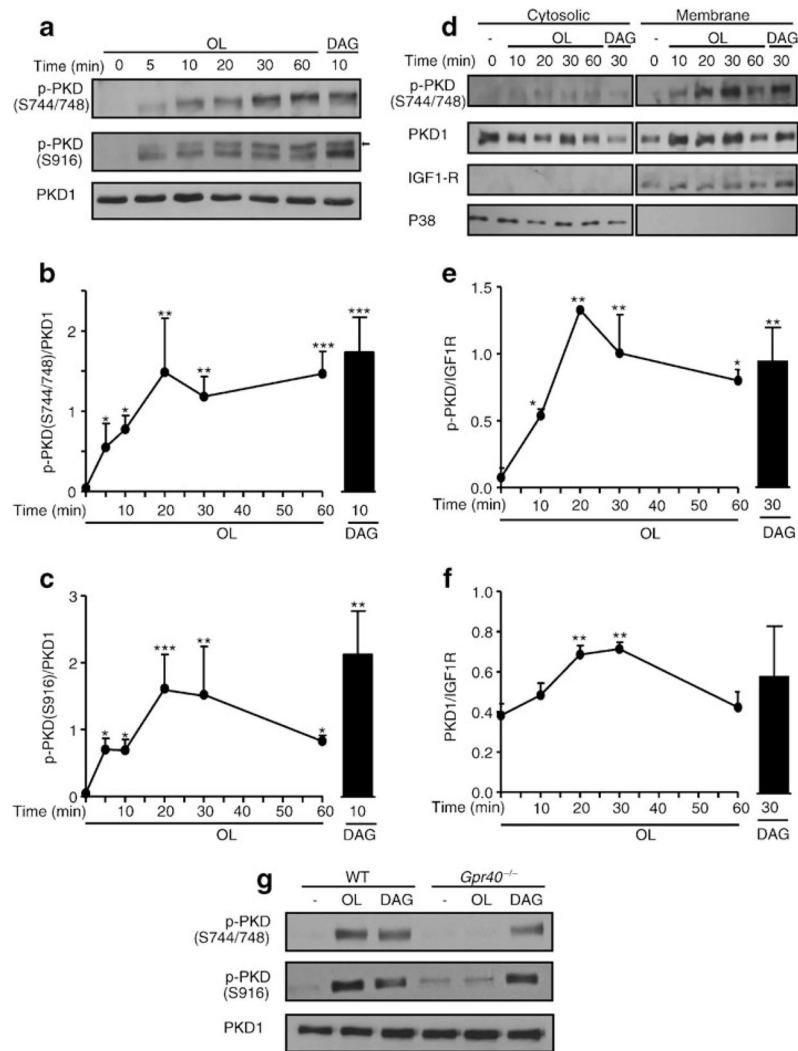 a
OL DAG
Time (min) 0 5 10 20 30 60 10
p-PKD
(S744/748)
p-PKD
(S916)
PKD1
d
Cytosolic Membrane
- OL DAG - OL DAG
Time (min) 0 10 20 30 60 30 0 10 20 30 60 30
p-PKD
(S744/748)
PKD1
IGF1-R
P38
b
p-PKD(S744/748)/PKD1
2
1
0
* * ** ** *** ***
Time (min) 10 20 30 40 50 60 10
OL DAG
e
p-PKD/IGF1R
1.5
1.0
0.5
0.0
* ** ** * **
Time (min) 10 20 30 40 50 60 30
OL DAG
c
p-PKD(S916)/PKD1
3
2
1
0
* * *** ** * **
Time (min) 10 20 30 40 50 60 10
OL DAG
f
PKD1/IGF1R
1.0
0.8
0.6
0.4
0.2
0.0
** **
Time (min) 10 20 30 40 50 60 30
OL DAG
g
WT Gpr40–/–
- OL DAG - OL DAG
p-PKD
(S744/748)
p-PKD
(S916)
PKD1